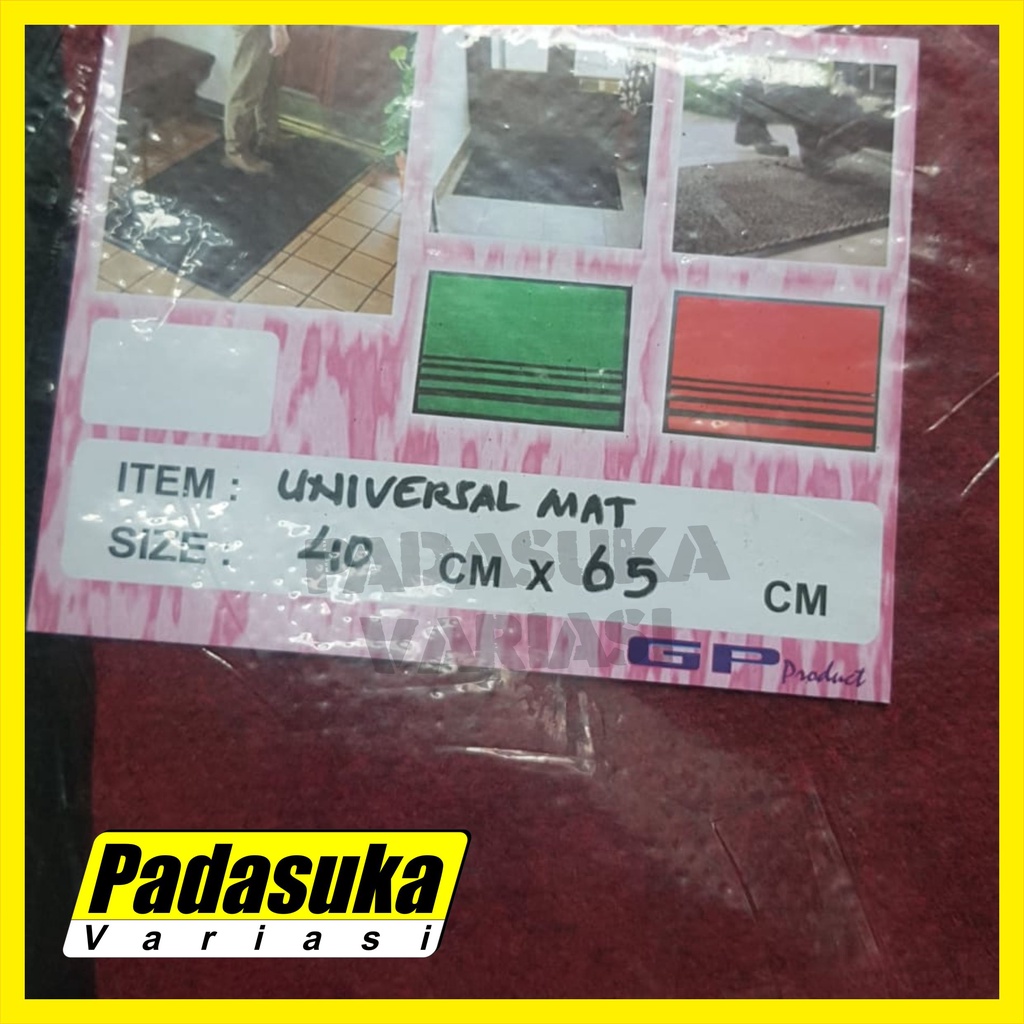 ITEM : UNIVERSAL MAT
SIZE : 40 CM X 65 CM
PADASUKA
VARIASI
GP Product
Padasuka
Variasi